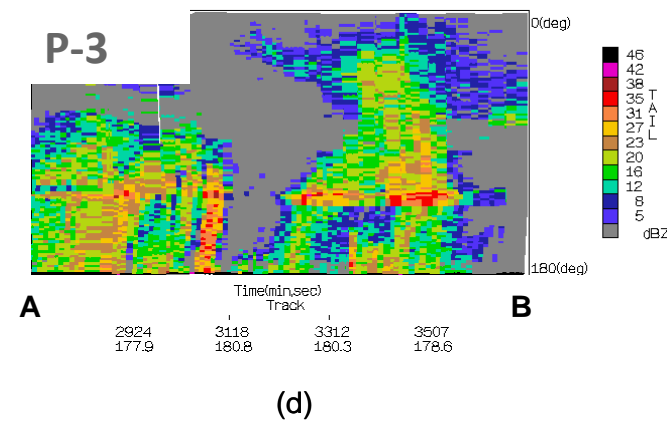 P-3
0(deg)
180(deg)
46
42
38
35
31
27
23
20
16
12
8
5
dBZ
TAIL
A
B
Time(min,sec)
Track
2924 3118 3312 3507
177.9 180.8 180.3 178.6
(d)